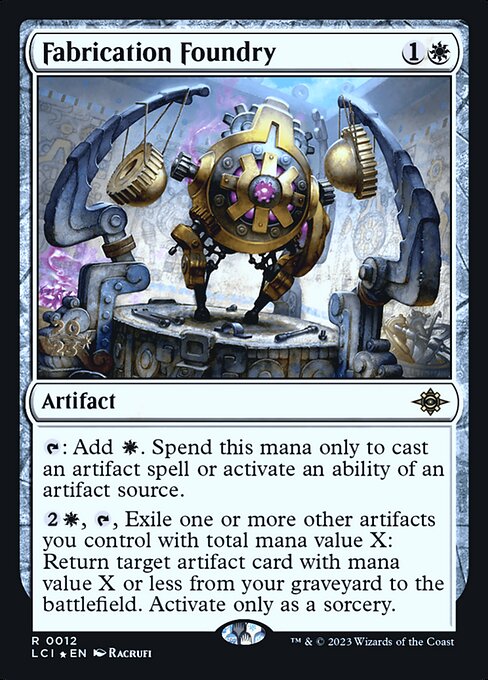 Fabrication Foundry 1
2023
Artifact
: Add . Spend this mana only to cast
an artifact spell or activate an ability of an
artifact source.
2 , , Exile one or more other artifacts
you control with total mana value X:
Return target artifact card with mana
value X or less from your graveyard to the
battlefield. Activate only as a sorcery.
R 0012
LCI ★ EN Racrufi
™ & © 2023 Wizards of the Coast